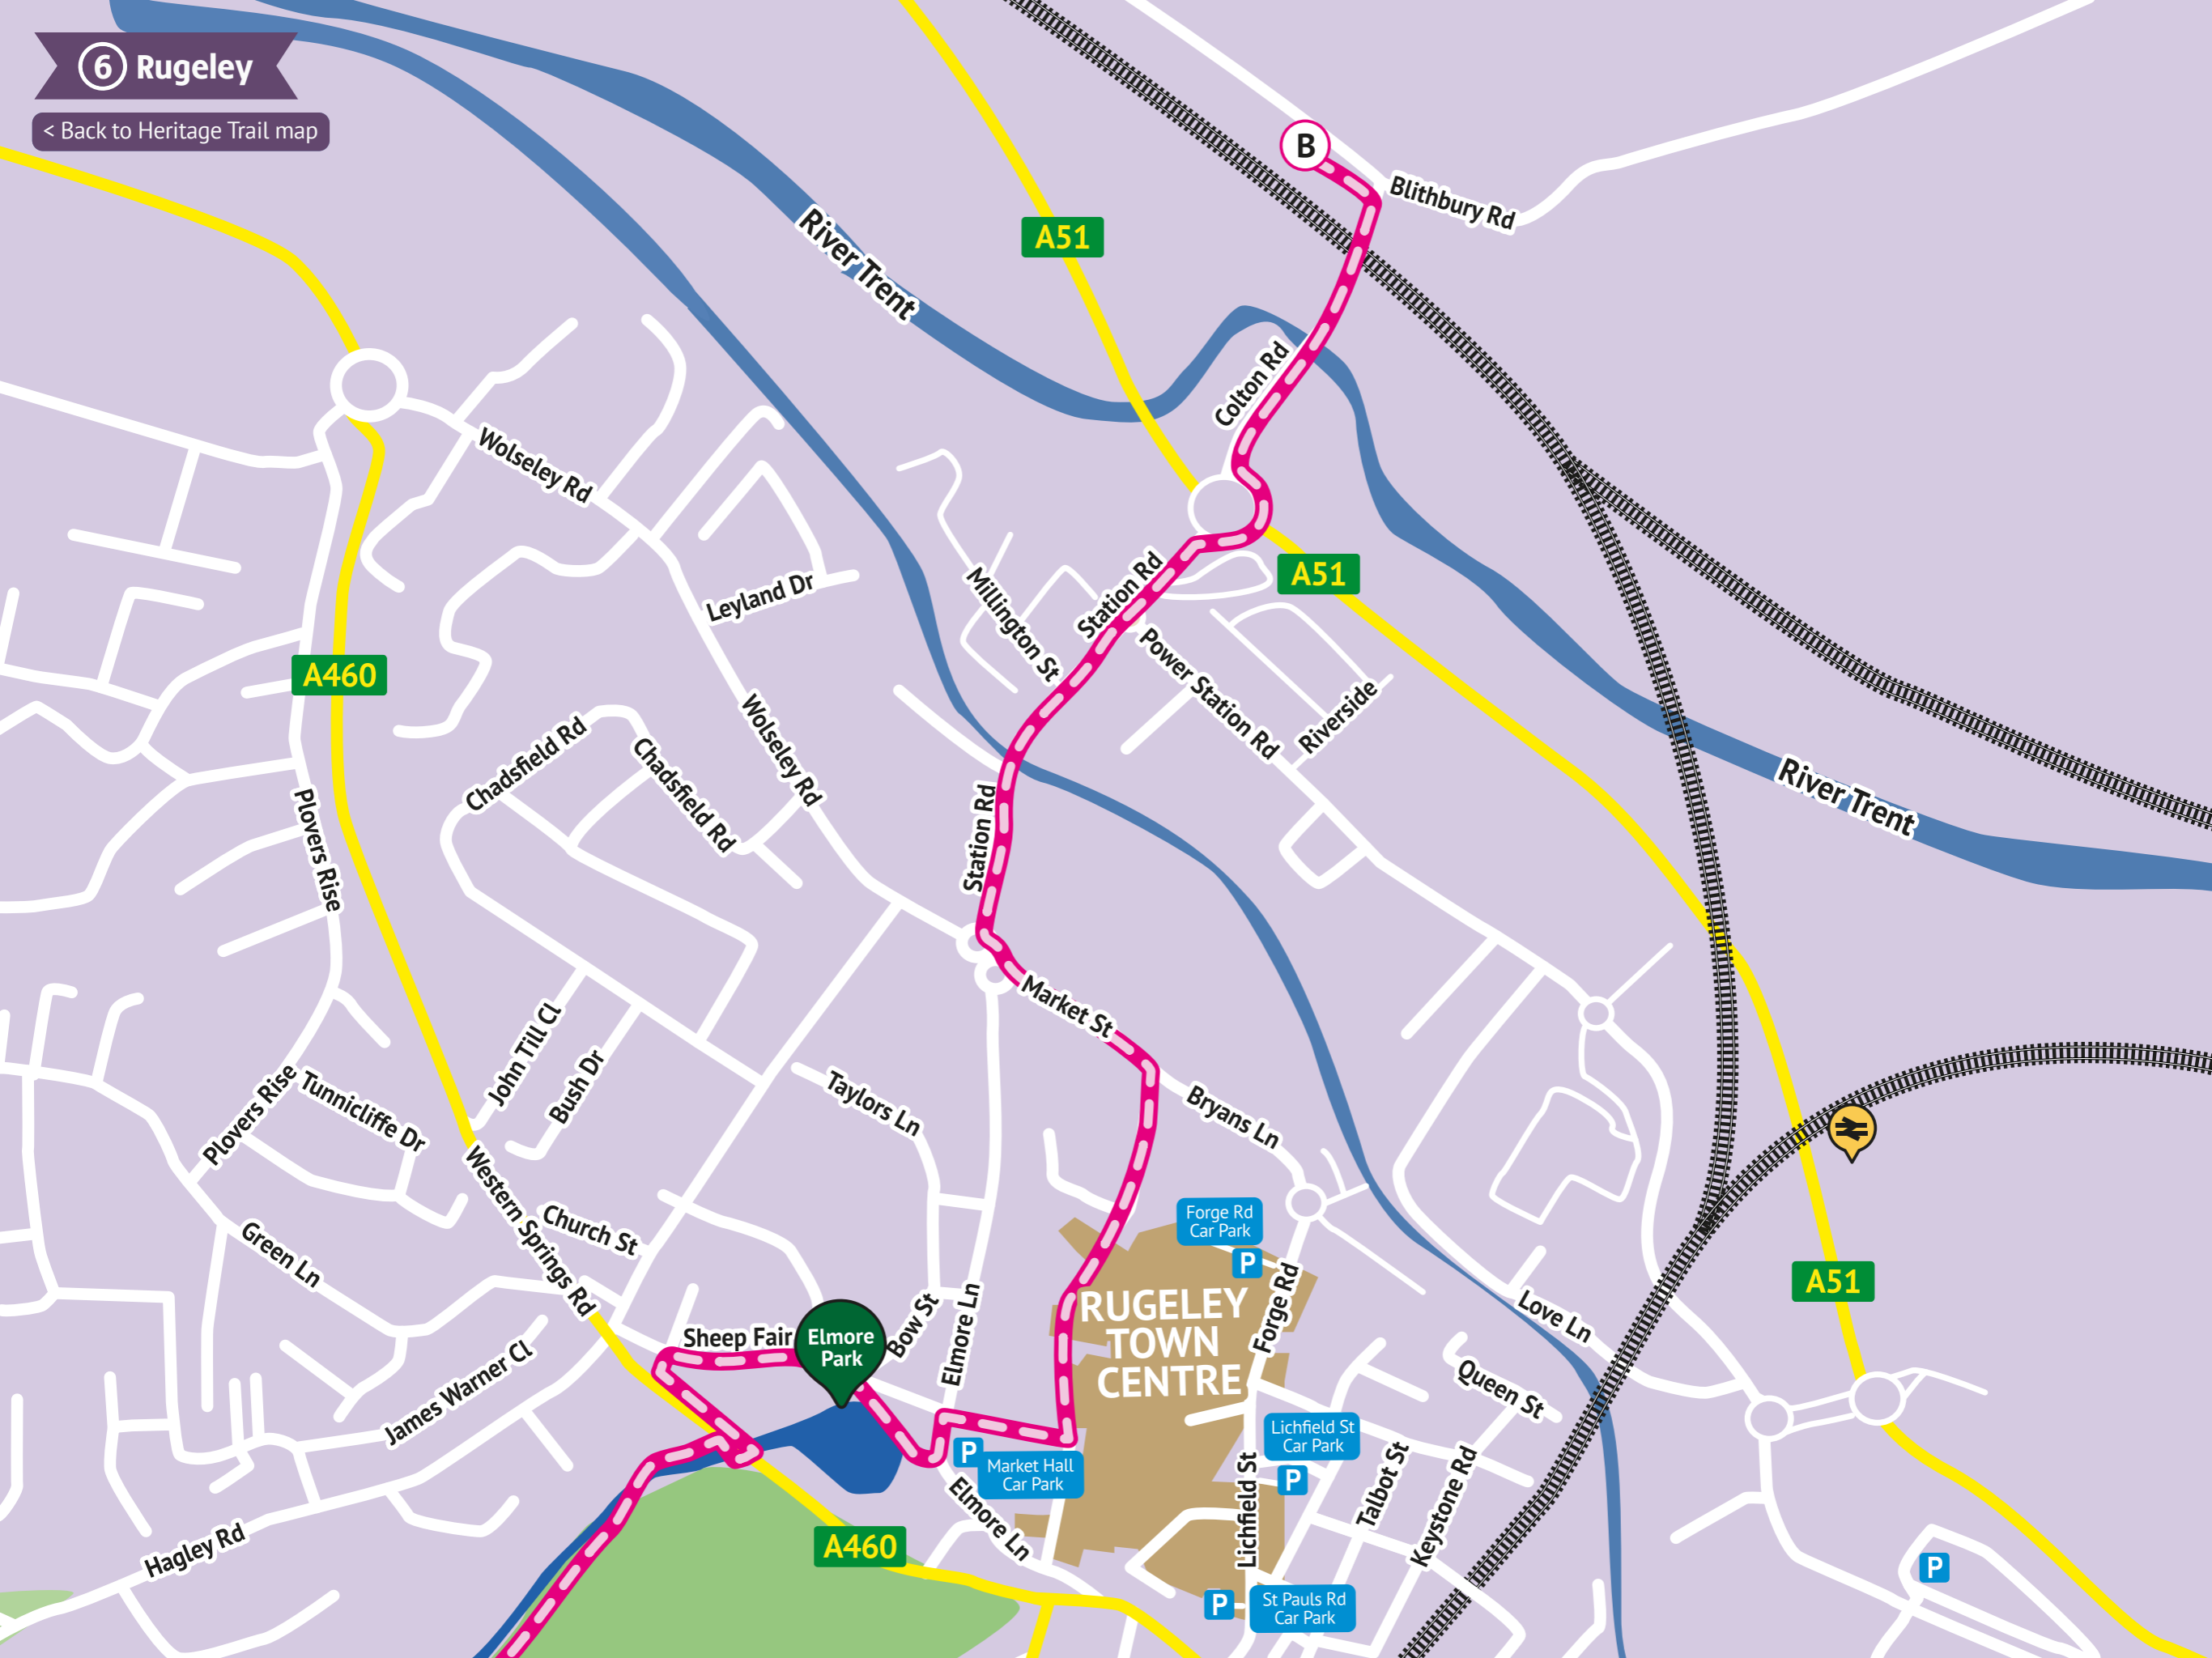 6 Rugeley
< Back to Heritage Trail map
B
Blithbury Rd
A51
River Trent
Colton Rd
Wolseley Rd
A51
Station Rd
Millington St
Leyland Dr
Power Station Rd
Riverside
A460
Wolseley Rd
Chadsfield Rd
Chadsfield Rd
River Trent
Plovers Rise
Station Rd
Market St
John Till Cl
Bush Dr
Taylors Ln
Bryans Ln
Plovers Rise
Tunnicliffe Dr
Western Springs Rd
Church St
Green Ln
Forge Rd
Car Park
P
A51
RUGELEY
TOWN
CENTRE
Forge Rd
Love Ln
Sheep Fair
Elmore
Park
Bow St
Elmore Ln
James Warner Cl
Queen St
Lichfield St
Car Park
P
P
Market Hall
Car Park
Talbot St
Keystone Rd
Lichfield St
Elmore Ln
Hagley Rd
A460
P
St Pauls Rd
Car Park
P